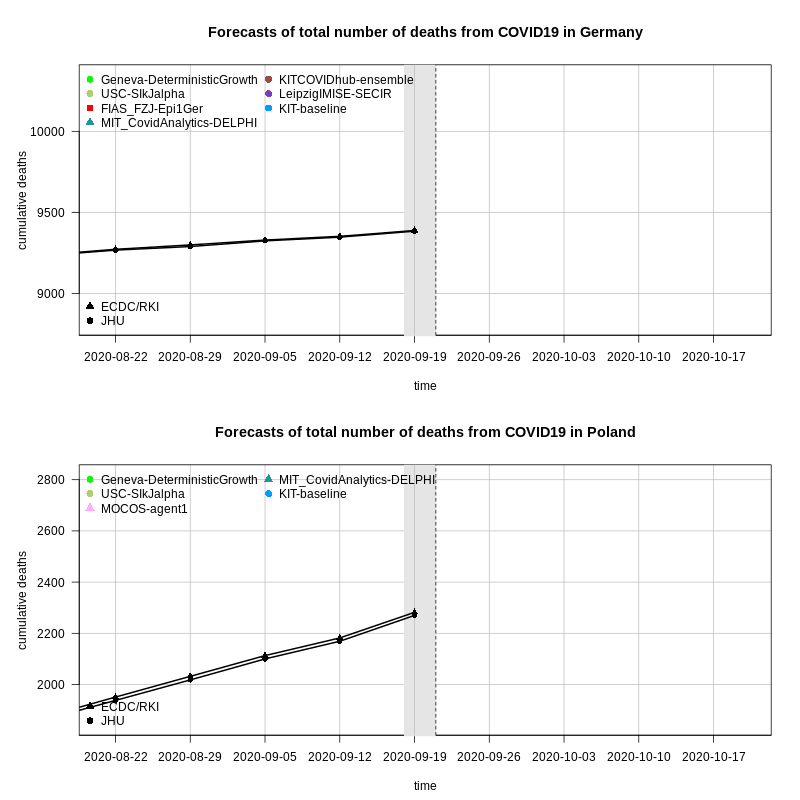 Forecasts of total number of deaths from COVID19 in Germany
Geneva-DeterministicGrowth KITCOVIDhub-ensemble
USC-SIkJalpha LeipzigIMISE-SECIR
FIAS_FZJ-Epi1Ger KIT-baseline
MIT_CovidAnalytics-DELPHI
10000
9500
9000
cumulative deaths
ECDC/RKI
JHU
2020-08-22 2020-08-29 2020-09-05 2020-09-12 2020-09-19 2020-09-26 2020-10-03 2020-10-10 2020-10-17
time
Forecasts of total number of deaths from COVID19 in Poland
Geneva-DeterministicGrowth MIT_CovidAnalytics-DELPHI
USC-SIkJalpha KIT-baseline
MOCOS-agent1
2800
2600
2400
2200
2000
cumulative deaths
ECDC/RKI
JHU
2020-08-22 2020-08-29 2020-09-05 2020-09-12 2020-09-19 2020-09-26 2020-10-03 2020-10-10 2020-10-17
time